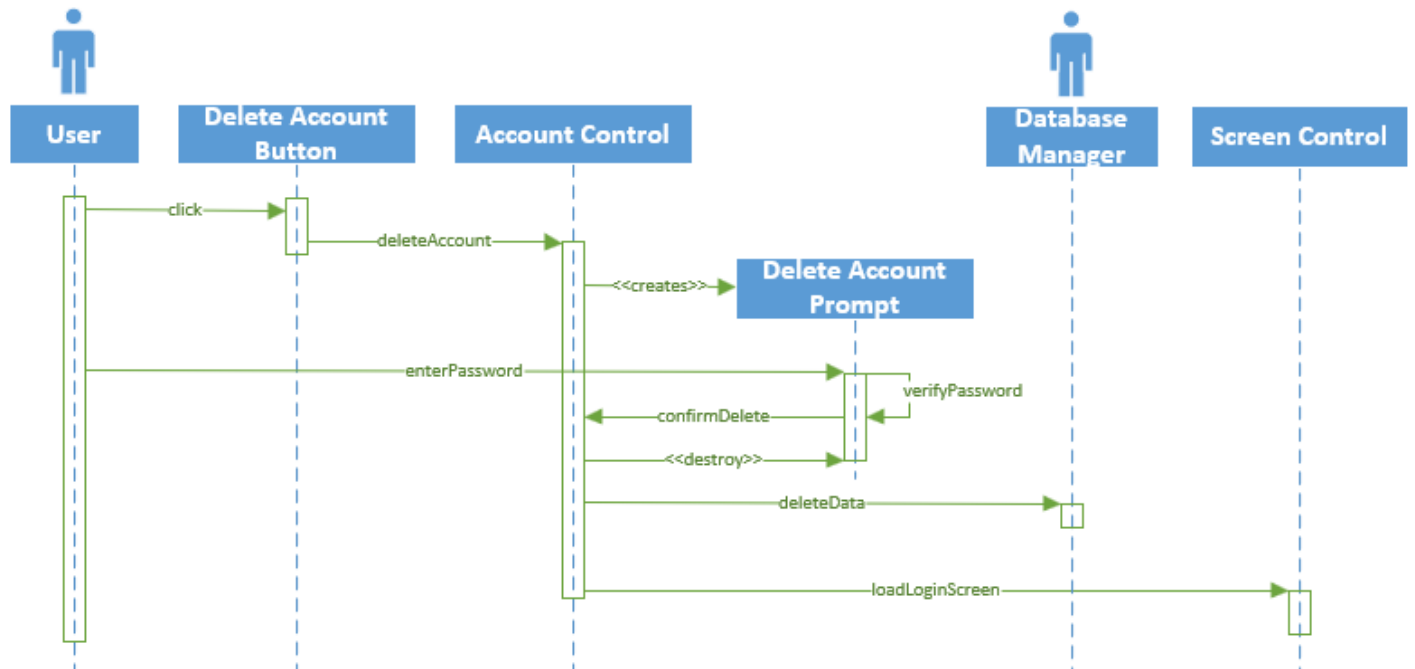 User
Delete Account
Button
Account Control
Database
Manager
Screen Control
click
deleteAccount
<<creates>>
Delete Account
Prompt
enterPassword
verifyPassword
confirmDelete
<<destroy>>
deleteData
loadLoginScreen